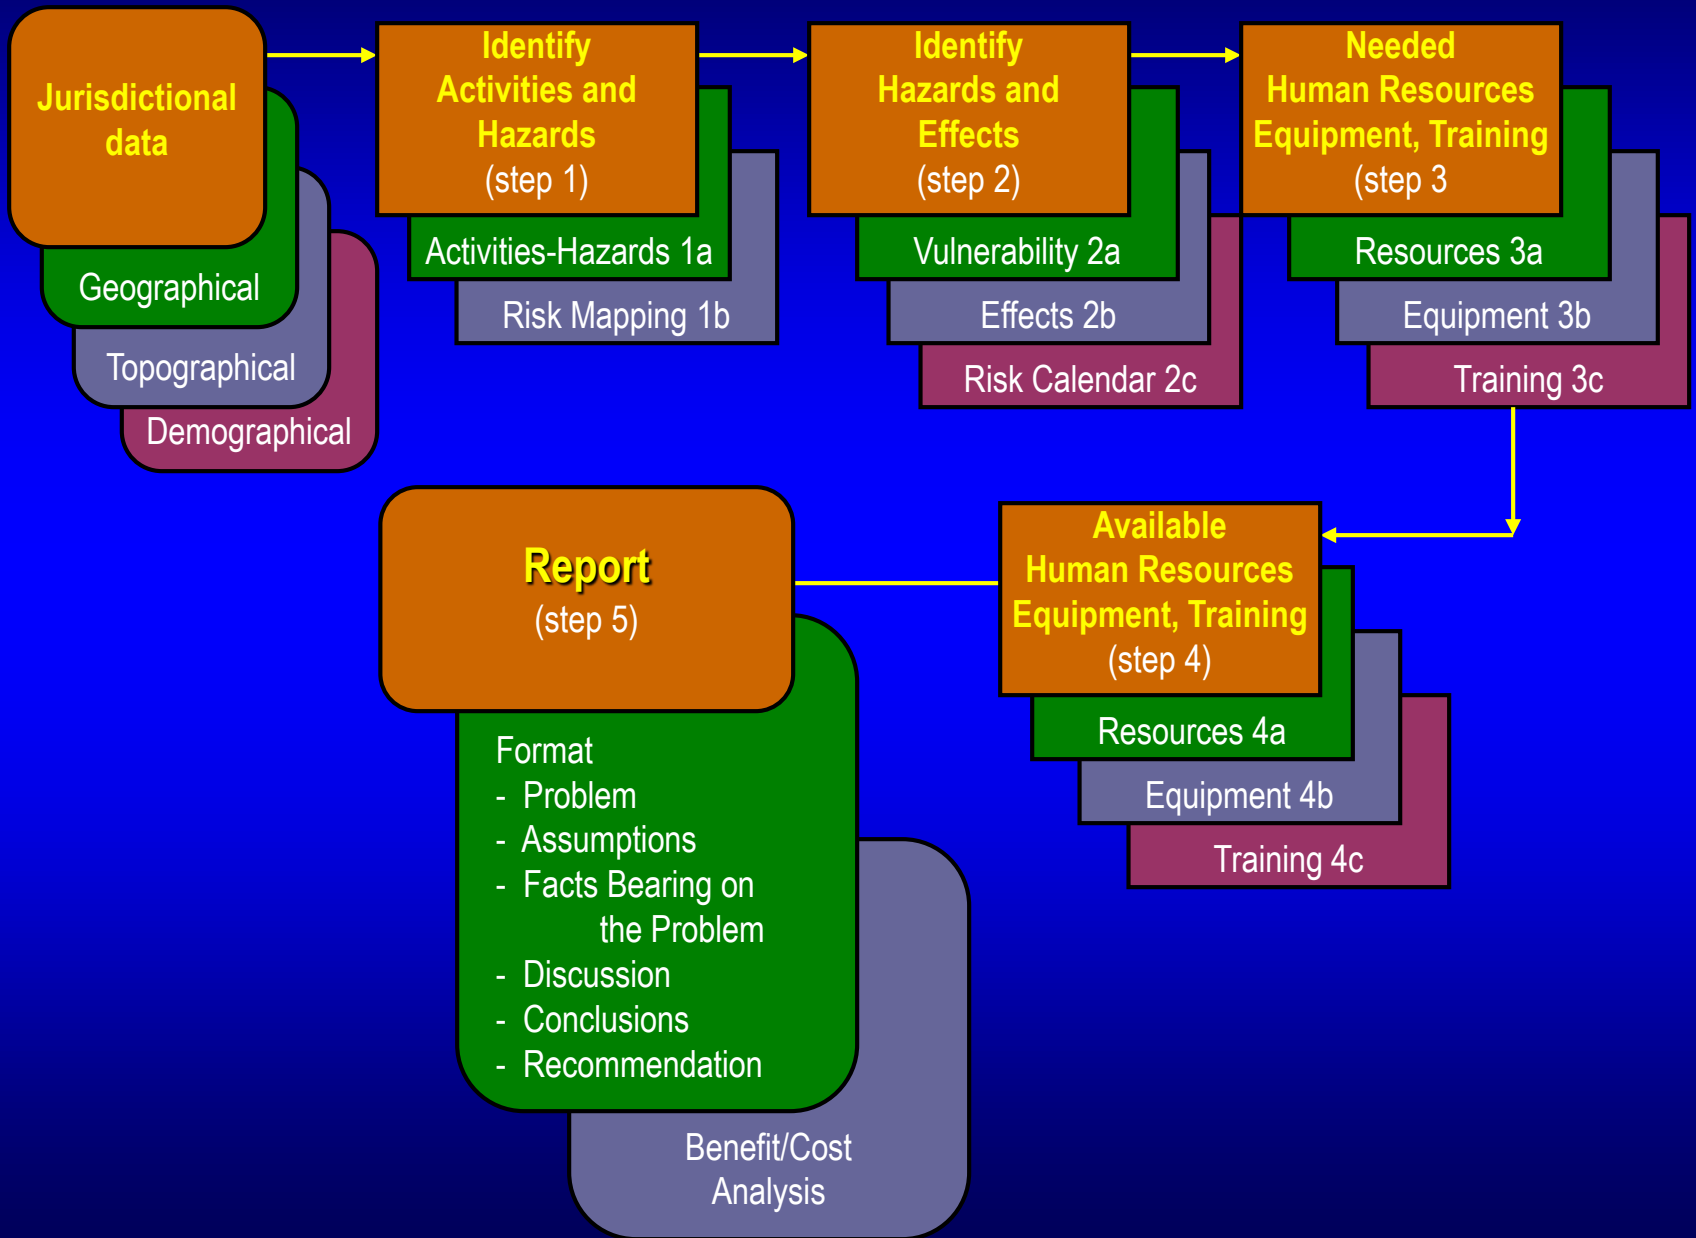 Jurisdictional
data
Geographical
Topographical
Demographical
Identify
Activities and
Hazards
(step 1)
Activities-Hazards 1a
Risk Mapping 1b
Identify
Hazards and
Effects
(step 2)
Vulnerability 2a
Effects 2b
Risk Calendar 2c
Needed
Human Resources
Equipment, Training
(step 3
Resources 3a
Equipment 3b
Training 3c
Available
Human Resources
Equipment, Training
(step 4)
Resources 4a
Equipment 4b
Training 4c
Report
(step 5)
Format
- Problem
- Assumptions
- Facts Bearing on
the Problem
- Discussion
- Conclusions
- Recommendation
Benefit/Cost
Analysis